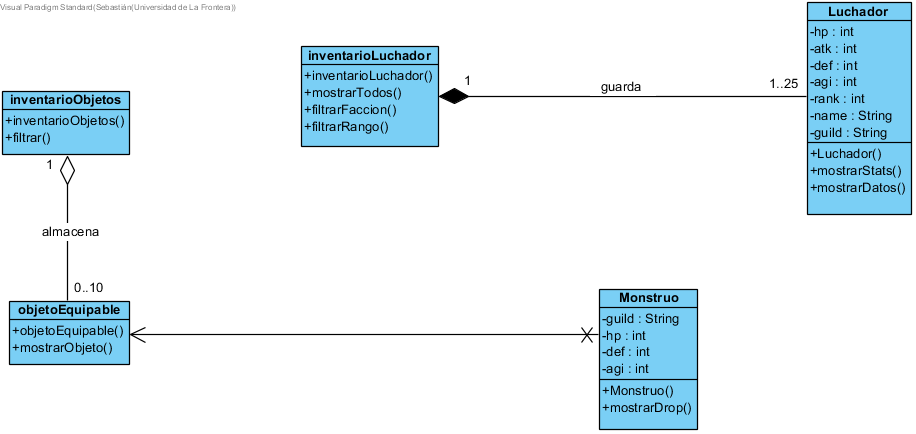 Visual Paradigm Standard(Sebastián(Universidad de La Frontera))
Luchador
-hp : int
-atk : int
-def : int
-agi : int
-rank : int
-name : String
-guild : String
+Luchador()
+mostrarStats()
+mostrarDatos()
inventarioLuchador
+inventarioLuchador()
+mostrarTodos()
+filtrarFaccion()
+filtrarRango()
1
guarda
1..25
inventarioObjetos
+inventarioObjetos()
+filtrar()
1
almacena
0..10
objetoEquipable
+objetoEquipable()
+mostrarObjeto()
Monstruo
-guild : String
-hp : int
-def : int
-agi : int
+Monstruo()
+mostrarDrop()